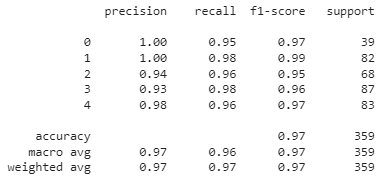 precision recall f1-score support
0 1.00 0.95 0.97 39
1 1.00 0.98 0.99 82
2 0.94 0.96 0.95 68
3 0.93 0.98 0.96 87
4 0.98 0.96 0.97 83
accuracy 0.97 359
macro avg 0.97 0.96 0.97 359
weighted avg 0.97 0.97 0.97 359